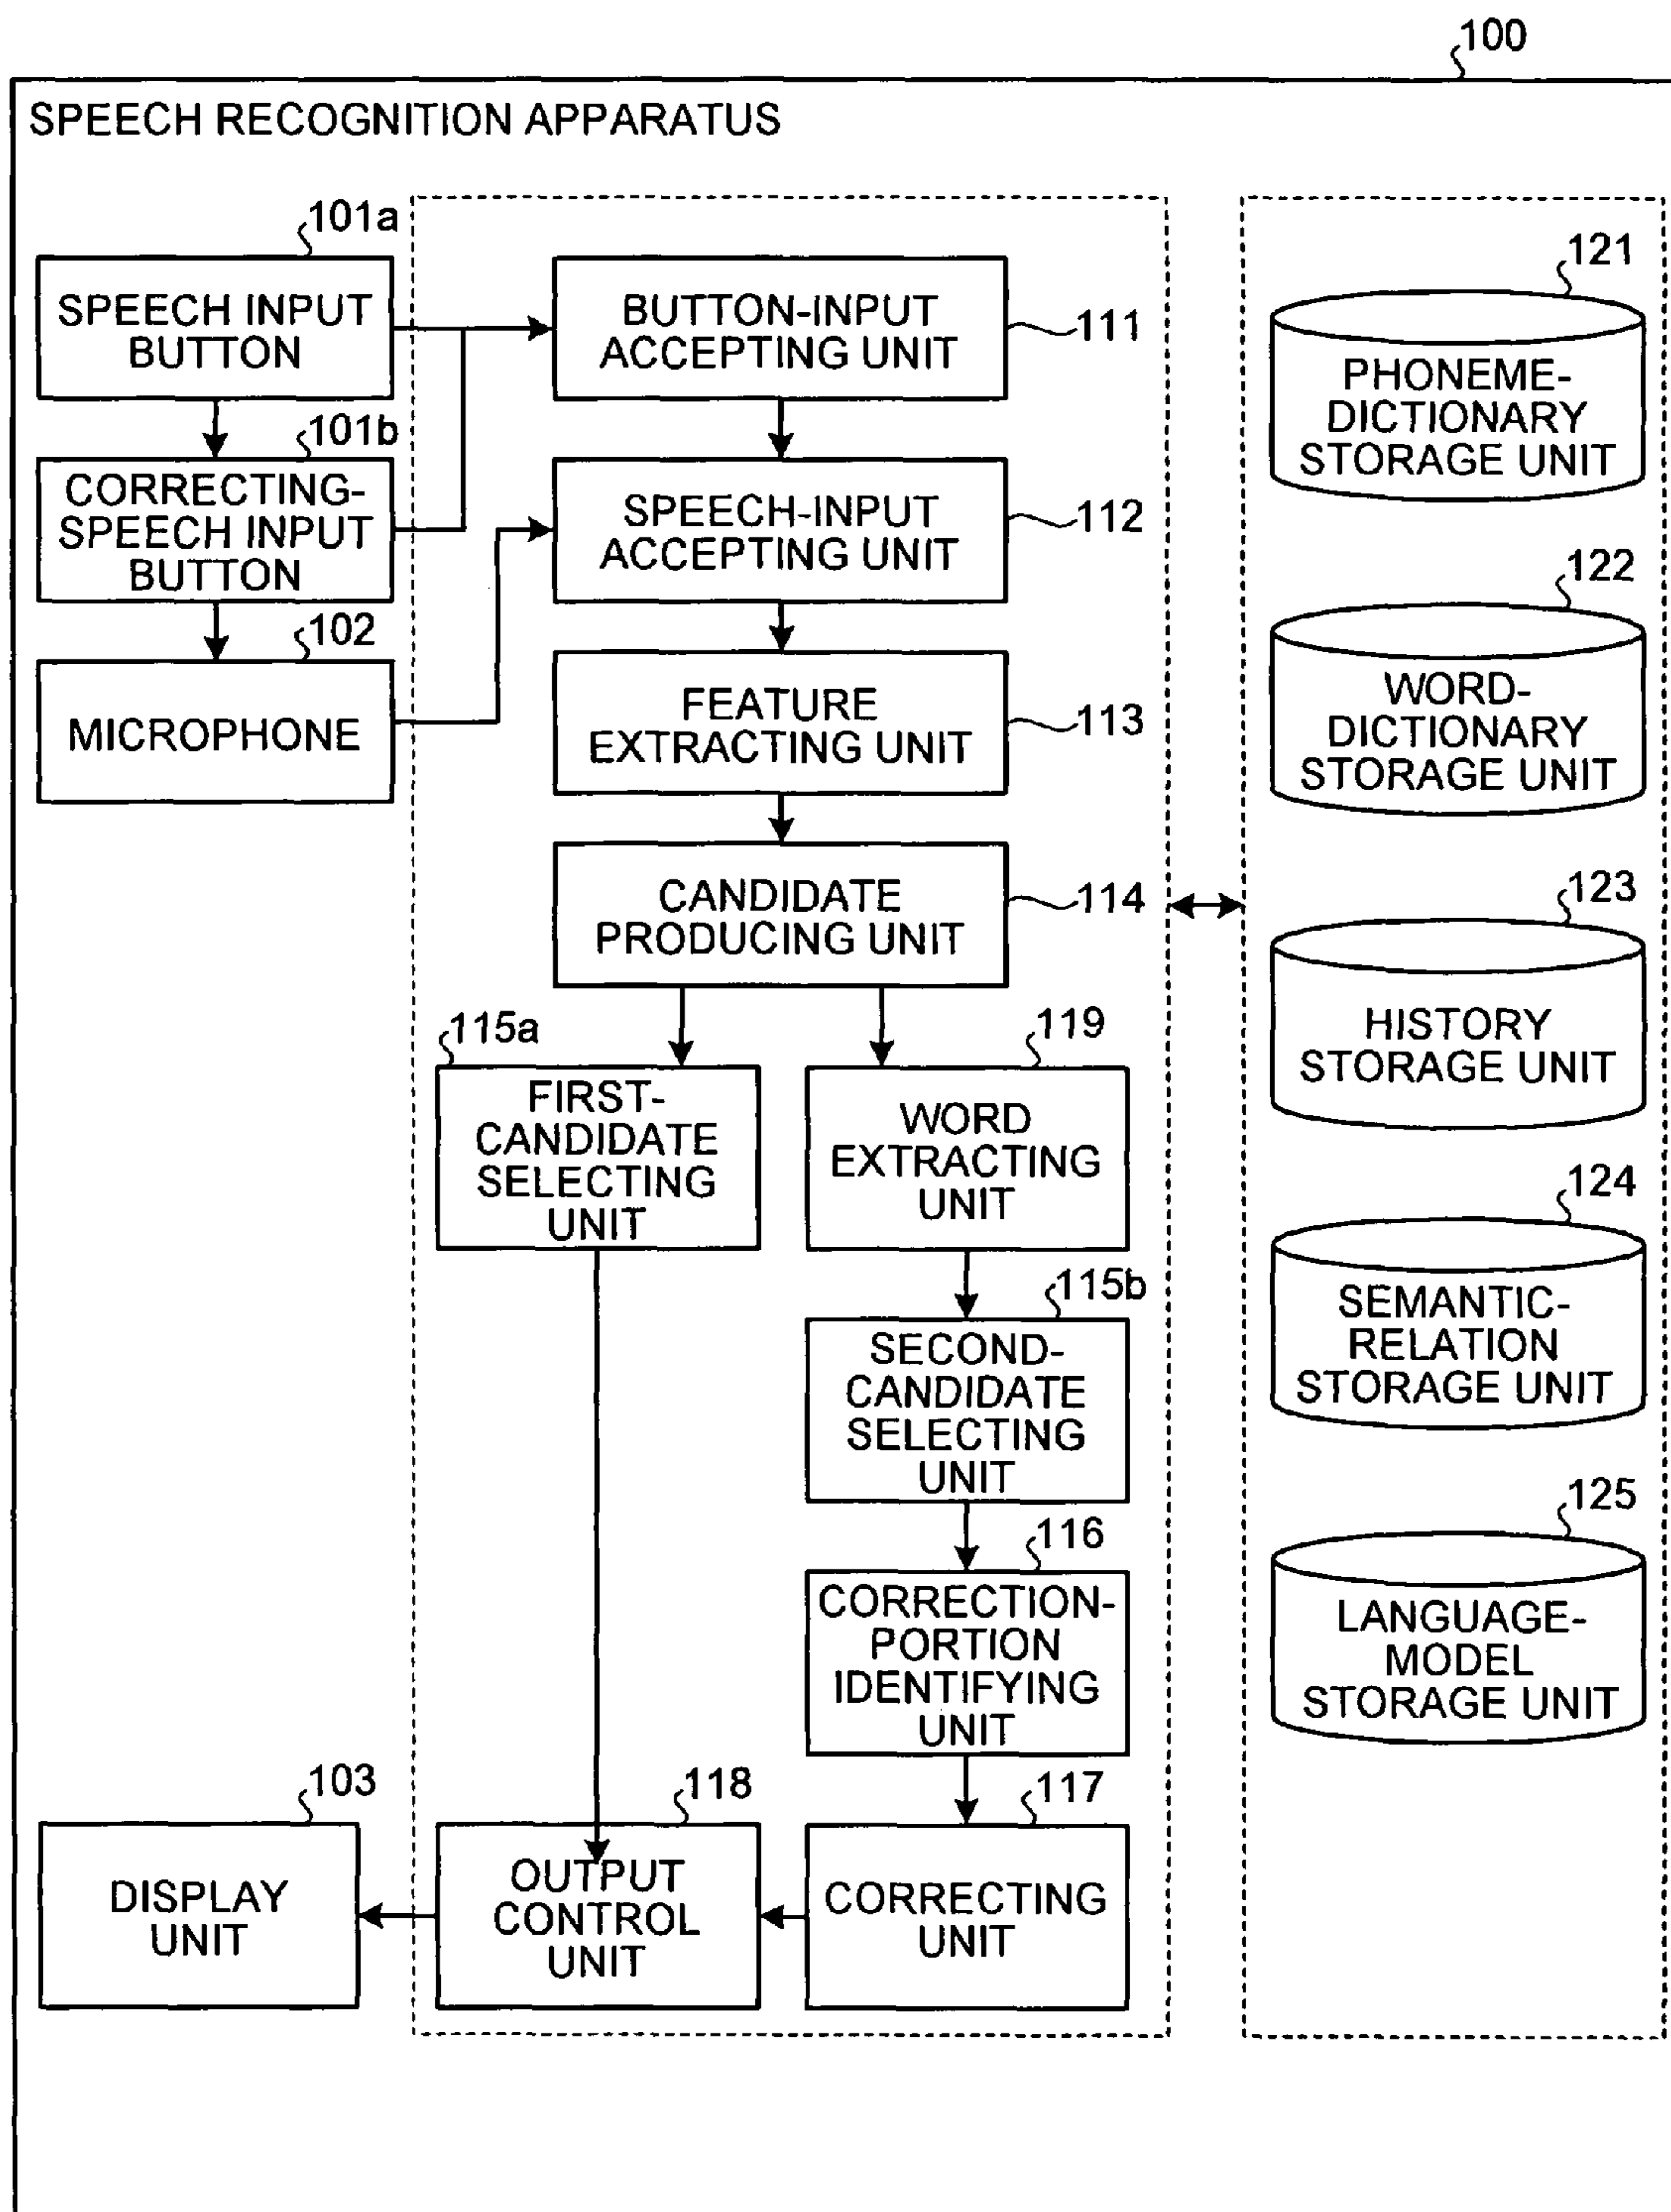 100
SPEECH RECOGNITION APPARATUS
101a
SPEECH INPUT
BUTTON
101b
CORRECTING-
SPEECH INPUT
BUTTON
102
MICROPHONE
BUTTON-INPUT
ACCEPTING UNIT
111
SPEECH-INPUT
ACCEPTING UNIT
112
FEATURE
EXTRACTING UNIT
113
CANDIDATE
PRODUCING UNIT
114
115a
FIRST-
CANDIDATE
SELECTING
UNIT
119
WORD
EXTRACTING
UNIT
115b
SECOND-
CANDIDATE
SELECTING
UNIT
116
CORRECTION-
PORTION
IDENTIFYING
UNIT
117
CORRECTING
UNIT
118
OUTPUT
CONTROL
UNIT
103
DISPLAY
UNIT
121
PHONEME-
DICTIONARY
STORAGE UNIT
122
WORD-
DICTIONARY
STORAGE UNIT
123
HISTORY
STORAGE UNIT
124
SEMANTIC-
RELATION
STORAGE UNIT
125
LANGUAGE-
MODEL
STORAGE UNIT